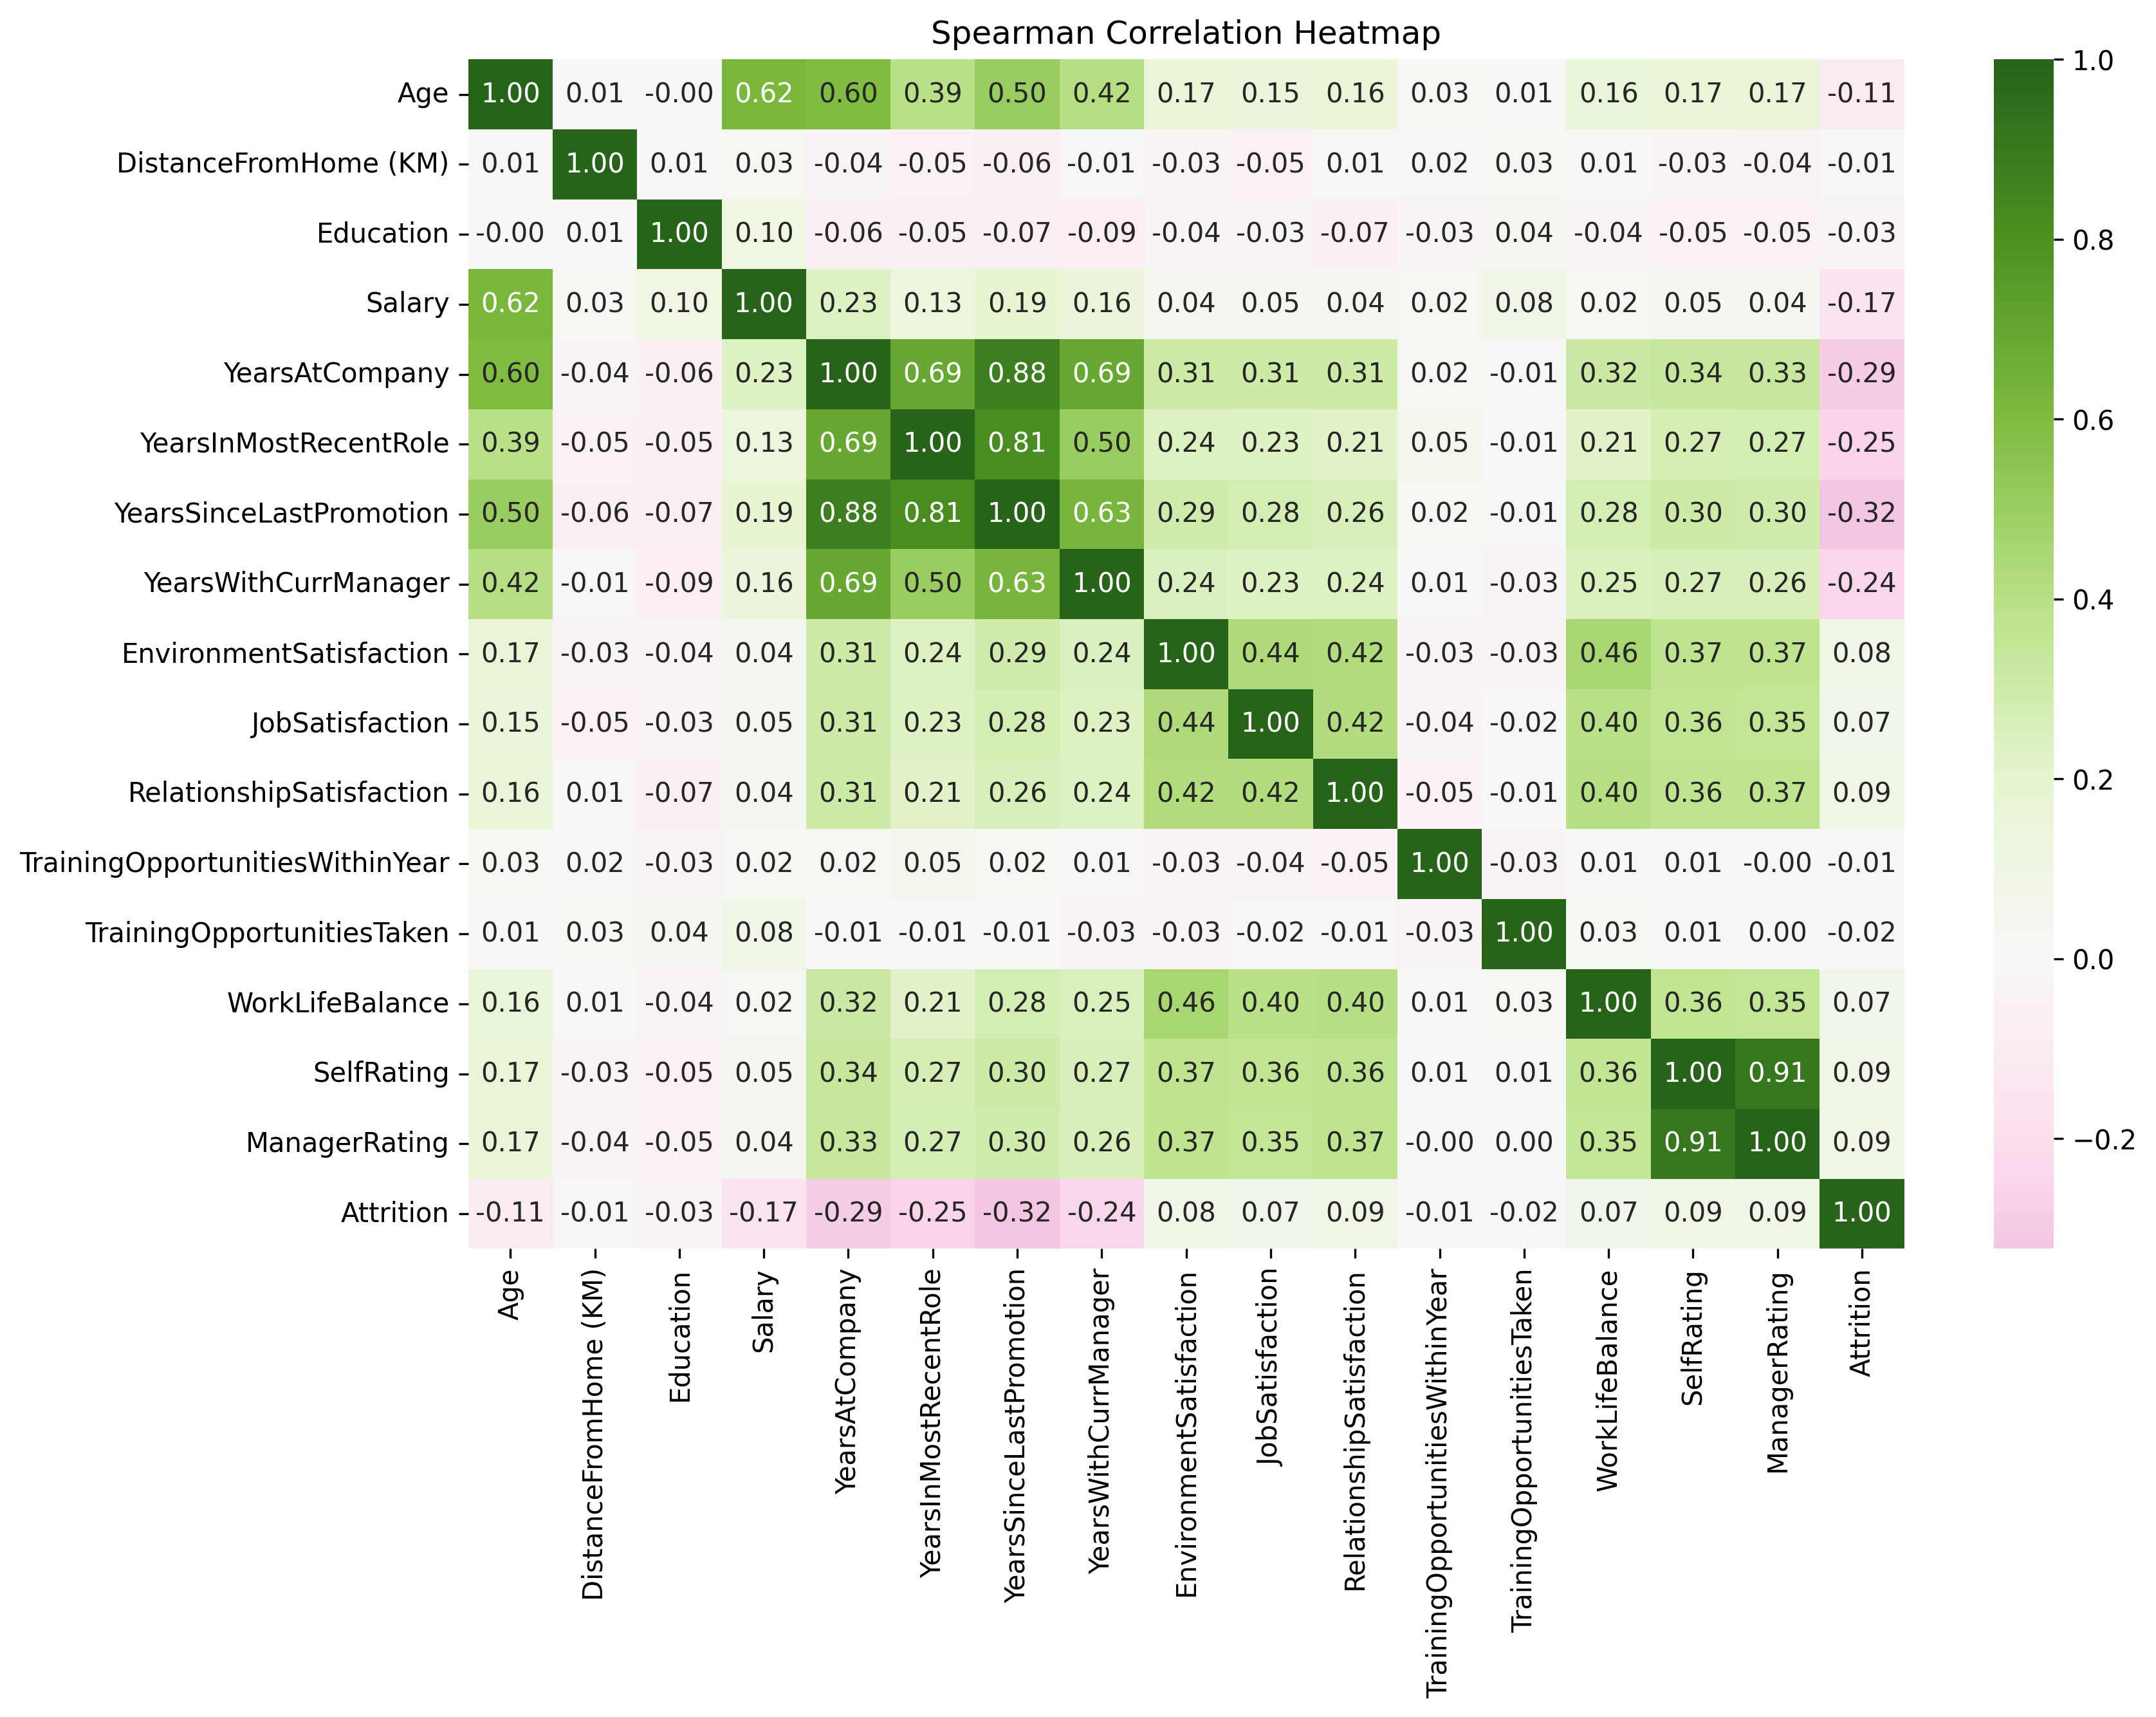 Spearman Correlation Heatmap
Age 1.00 0.01 -0.00 0.62 0.60 0.39 0.50 0.42 0.17 0.15 0.16 0.03 0.01 0.16 0.17 0.17 -0.11
DistanceFromHome (KM) 0.01 1.00 0.01 0.03 -0.04 -0.05 -0.06 -0.01 -0.03 -0.05 0.01 0.02 0.03 0.01 -0.03 -0.04 -0.01
Education -0.00 0.01 1.00 0.10 -0.06 -0.05 -0.07 -0.09 -0.04 -0.03 -0.07 -0.03 0.04 -0.04 -0.05 -0.05 -0.03
Salary 0.62 0.03 0.10 1.00 0.23 0.13 0.19 0.16 0.04 0.05 0.04 0.02 0.08 0.02 0.05 0.04 -0.17
YearsAtCompany 0.60 -0.04 -0.06 0.23 1.00 0.69 0.88 0.69 0.31 0.31 0.31 0.02 -0.01 0.32 0.34 0.33 -0.29
YearsInMostRecentRole 0.39 -0.05 -0.05 0.13 0.69 1.00 0.81 0.50 0.24 0.23 0.21 0.05 -0.01 0.21 0.27 0.27 -0.25
YearsSinceLastPromotion 0.50 -0.06 -0.07 0.19 0.88 0.81 1.00 0.63 0.29 0.28 0.26 0.02 -0.01 0.28 0.30 0.30 -0.32
YearsWithCurrManager 0.42 -0.01 -0.09 0.16 0.69 0.50 0.63 1.00 0.24 0.23 0.24 0.01 -0.03 0.25 0.27 0.26 -0.24
EnvironmentSatisfaction 0.17 -0.03 -0.04 0.04 0.31 0.24 0.29 0.24 1.00 0.44 0.42 -0.03 -0.03 0.46 0.37 0.37 0.08
JobSatisfaction 0.15 -0.05 -0.03 0.05 0.31 0.23 0.28 0.23 0.44 1.00 0.42 -0.04 -0.02 0.40 0.36 0.35 0.07
RelationshipSatisfaction 0.16 0.01 -0.07 0.04 0.31 0.21 0.26 0.24 0.42 0.42 1.00 -0.05 -0.01 0.40 0.36 0.37 0.09
TrainingOpportunitiesWithinYear 0.03 0.02 -0.03 0.02 0.02 0.05 0.02 0.01 -0.03 -0.04 -0.05 1.00 -0.03 0.01 0.01 -0.00 -0.01
TrainingOpportunitiesTaken 0.01 0.03 0.04 0.08 -0.01 -0.01 -0.01 -0.03 -0.03 -0.02 -0.01 -0.03 1.00 0.03 0.01 0.00 -0.02
WorkLifeBalance 0.16 0.01 -0.04 0.02 0.32 0.21 0.28 0.25 0.46 0.40 0.40 0.01 0.03 1.00 0.36 0.35 0.07
SelfRating 0.17 -0.03 -0.05 0.05 0.34 0.27 0.30 0.27 0.37 0.36 0.36 0.01 0.01 0.36 1.00 0.91 0.09
ManagerRating 0.17 -0.04 -0.05 0.04 0.33 0.27 0.30 0.26 0.37 0.35 0.37 -0.00 0.00 0.35 0.91 1.00 0.09
Attrition -0.11 -0.01 -0.03 -0.17 -0.29 -0.25 -0.32 -0.24 0.08 0.07 0.09 -0.01 -0.02 0.07 0.09 0.09 1.00
Age
DistanceFromHome (KM)
Education
Salary
YearsAtCompany
YearsInMostRecentRole
YearsSinceLastPromotion
YearsWithCurrManager
EnvironmentSatisfaction
JobSatisfaction
RelationshipSatisfaction
TrainingOpportunitiesWithinYear
TrainingOpportunitiesTaken
WorkLifeBalance
SelfRating
ManagerRating
Attrition
1.0
0.8
0.6
0.4
0.2
0.0
−0.2